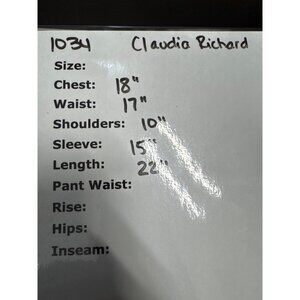 1034 Claudia Richard
Size:
Chest: 18"
Waist: 17"
Shoulders: 10"
Sleeve: 15"
Length: 22"
Pant Waist:
Rise:
Hips:
Inseam: